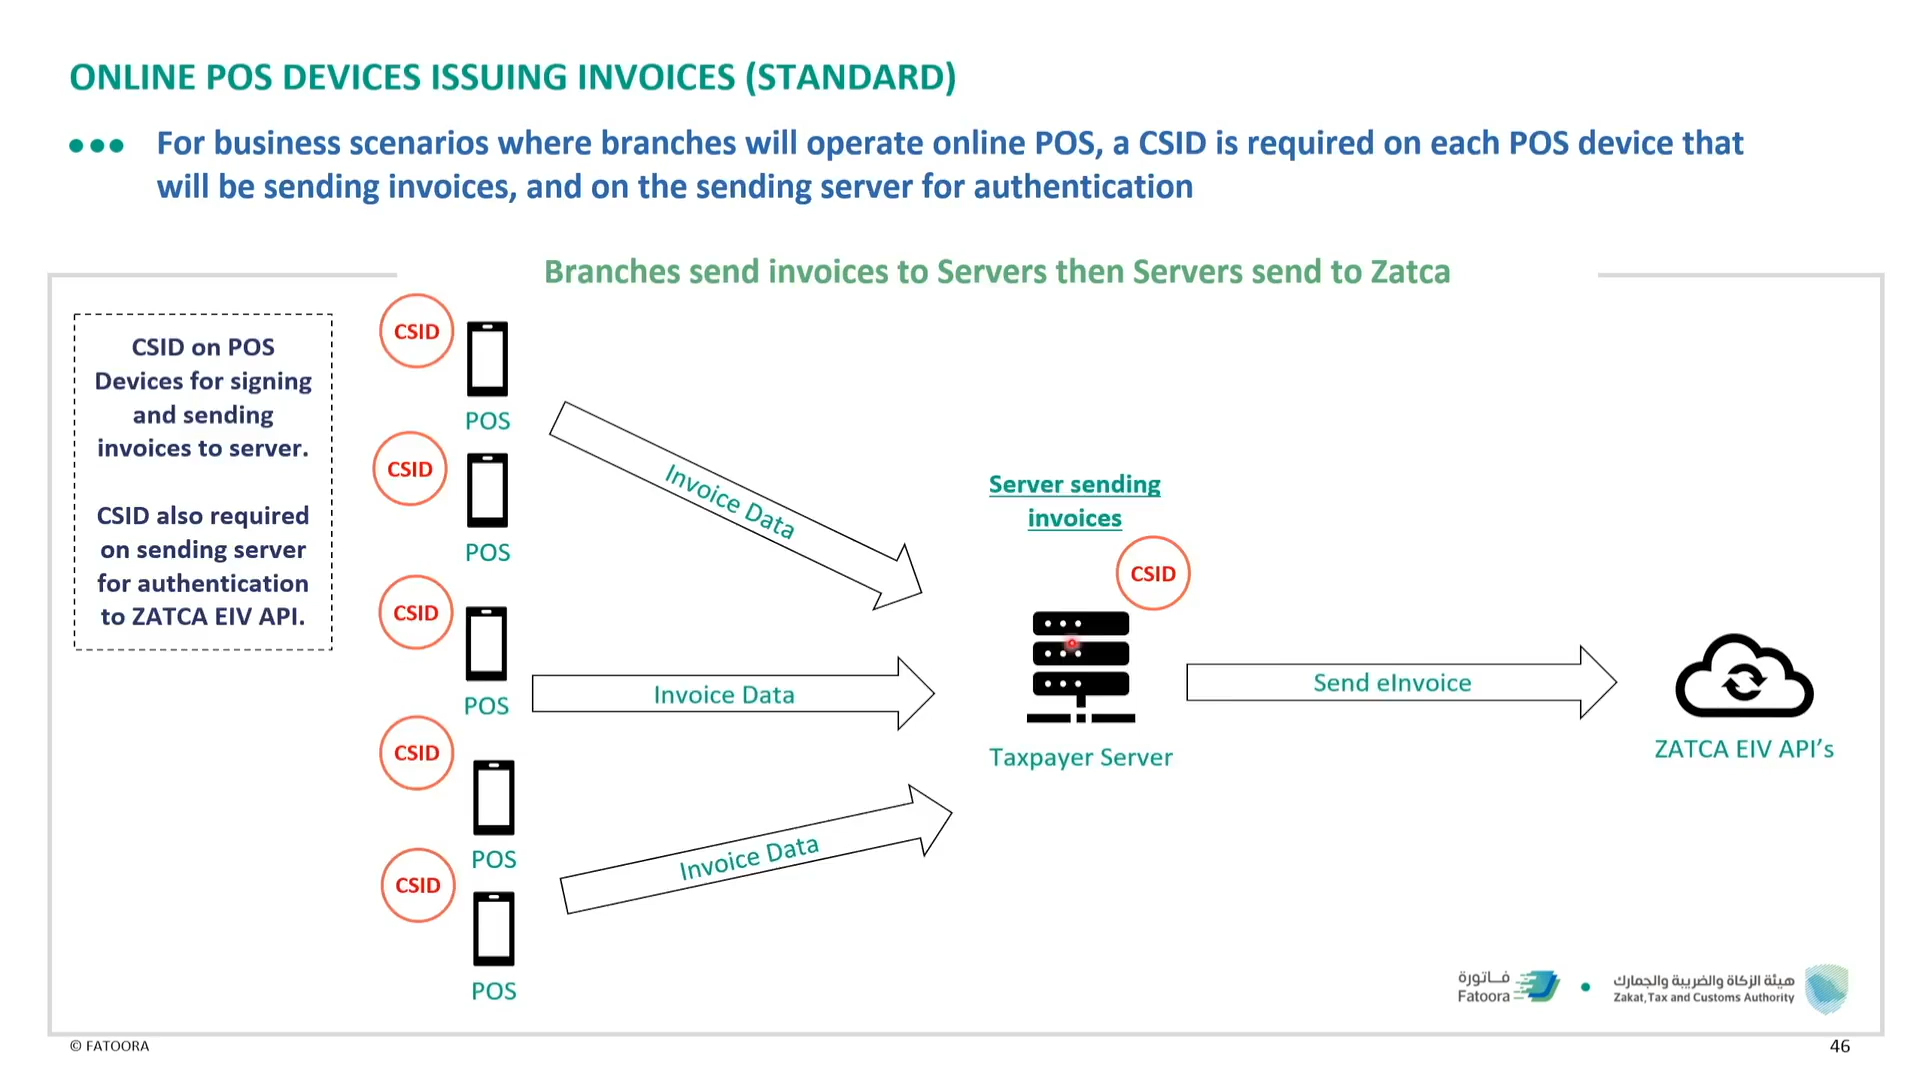 ONLINE POS DEVICES ISSUING INVOICES (STANDARD)
For business scenarios where branches will operate online POS, a CSID is required on each POS device that
will be sending invoices, and on the sending server for authentication
Branches send invoices to Servers then Servers send to Zatca
CSID on POS
Devices for signing
and sending
invoices to server.
CSID also required
on sending server
for authentication
to ZATCA EIV API.
CSID
POS
CSID
POS
CSID
POS
CSID
POS
CSID
POS
Invoice Data
Invoice Data
Invoice Data
Server sending
invoices
CSID
Taxpayer Server
Send eInvoice
ZATCA EIV API’s
فاتورة
Fatoora
هيئة الزكاة والضريبة والجمارك
Zakat, Tax and Customs Authority
© FATOORA
46